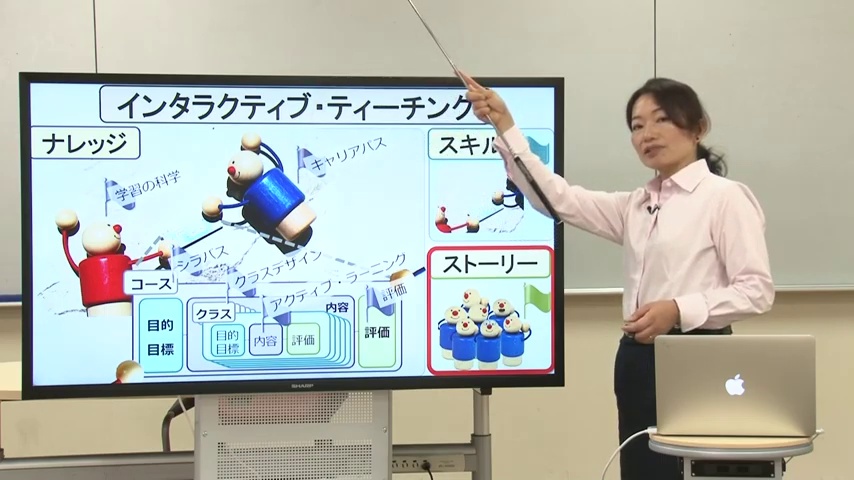 インタラクティブ・ティーチング
ナレッジ
スキル
学習の科学
キャリアパス
シラバス
クラスデザイン
アクティブ・ラーニング
評価
コース
目的
目標
クラス
内容
目的
目標
内容
評価
評価
ストーリー
SHARP